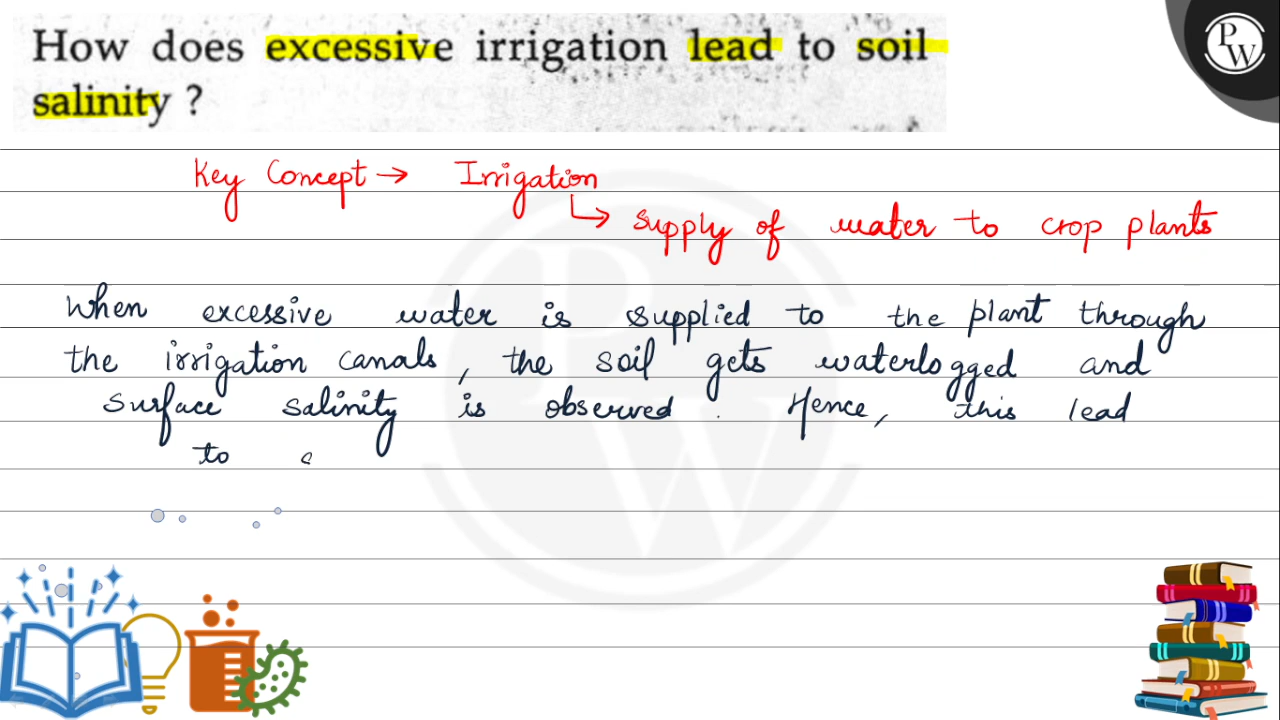 How does excessive irrigation lead to soil
salinity ?
PW
Key Concept → Irrigation
↳ supply of water to crop plants
When excessive water is supplied to the plant through
the irrigation canals, the soil gets waterlogged and
surface salinity is observed. Hence, this lead
to s